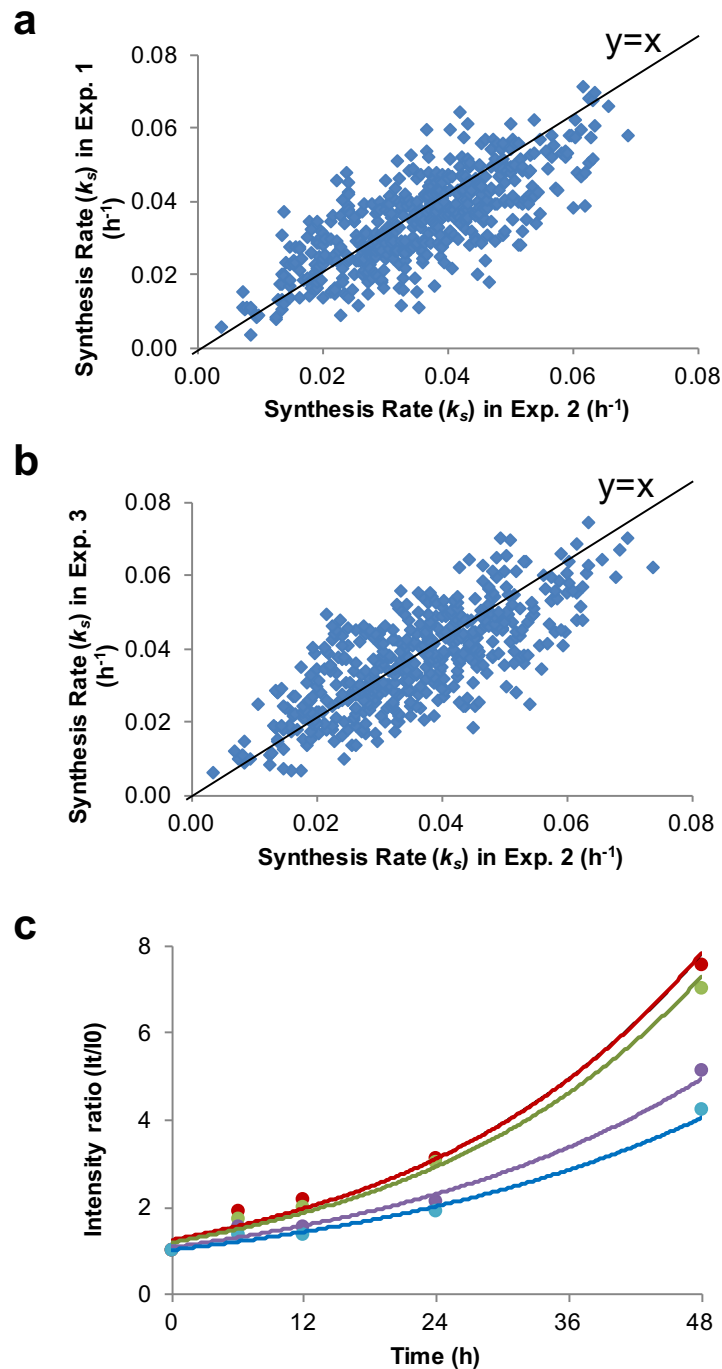 a
y=x
Synthesis Rate (ks) in Exp. 1
(h-1)
0.08
0.06
0.04
0.02
0.00
0.00 0.02 0.04 0.06 0.08
Synthesis Rate (ks) in Exp. 2 (h-1)
b
y=x
Synthesis Rate (ks) in Exp. 3
(h-1)
0.08
0.06
0.04
0.02
0.00
0.00 0.02 0.04 0.06 0.08
Synthesis Rate (ks) in Exp. 2 (h-1)
c
Intensity ratio (It/I0)
8
6
4
2
0
0 12 24 36 48
Time (h)